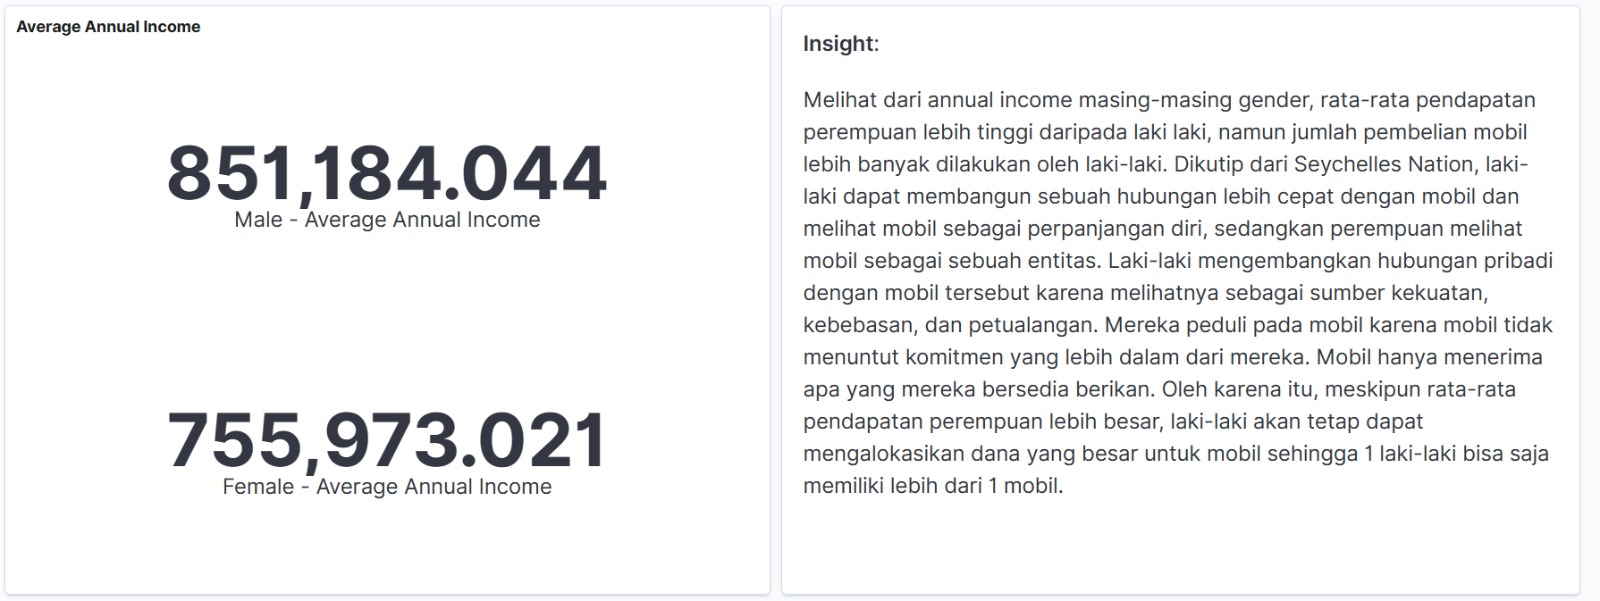 Average Annual Income
851,184.044
Male - Average Annual Income
755,973.021
Female - Average Annual Income
Insight:
Melihat dari annual income masing-masing gender, rata-rata pendapatan
perempuan lebih tinggi daripada laki laki, namun jumlah pembelian mobil
lebih banyak dilakukan oleh laki-laki. Dikutip dari Seychelles Nation, laki-
laki dapat membangun sebuah hubungan lebih cepat dengan mobil dan
melihat mobil sebagai perpanjangan diri, sedangkan perempuan melihat
mobil sebagai sebuah entitas. Laki-laki mengembangkan hubungan pribadi
dengan mobil tersebut karena melihatnya sebagai sumber kekuatan,
kebebasan, dan petualangan. Mereka peduli pada mobil karena mobil tidak
menuntut komitmen yang lebih dalam dari mereka. Mobil hanya menerima
apa yang mereka bersedia berikan. Oleh karena itu, meskipun rata-rata
pendapatan perempuan lebih besar, laki-laki akan tetap dapat
mengalokasikan dana yang besar untuk mobil sehingga 1 laki-laki bisa saja
memiliki lebih dari 1 mobil.